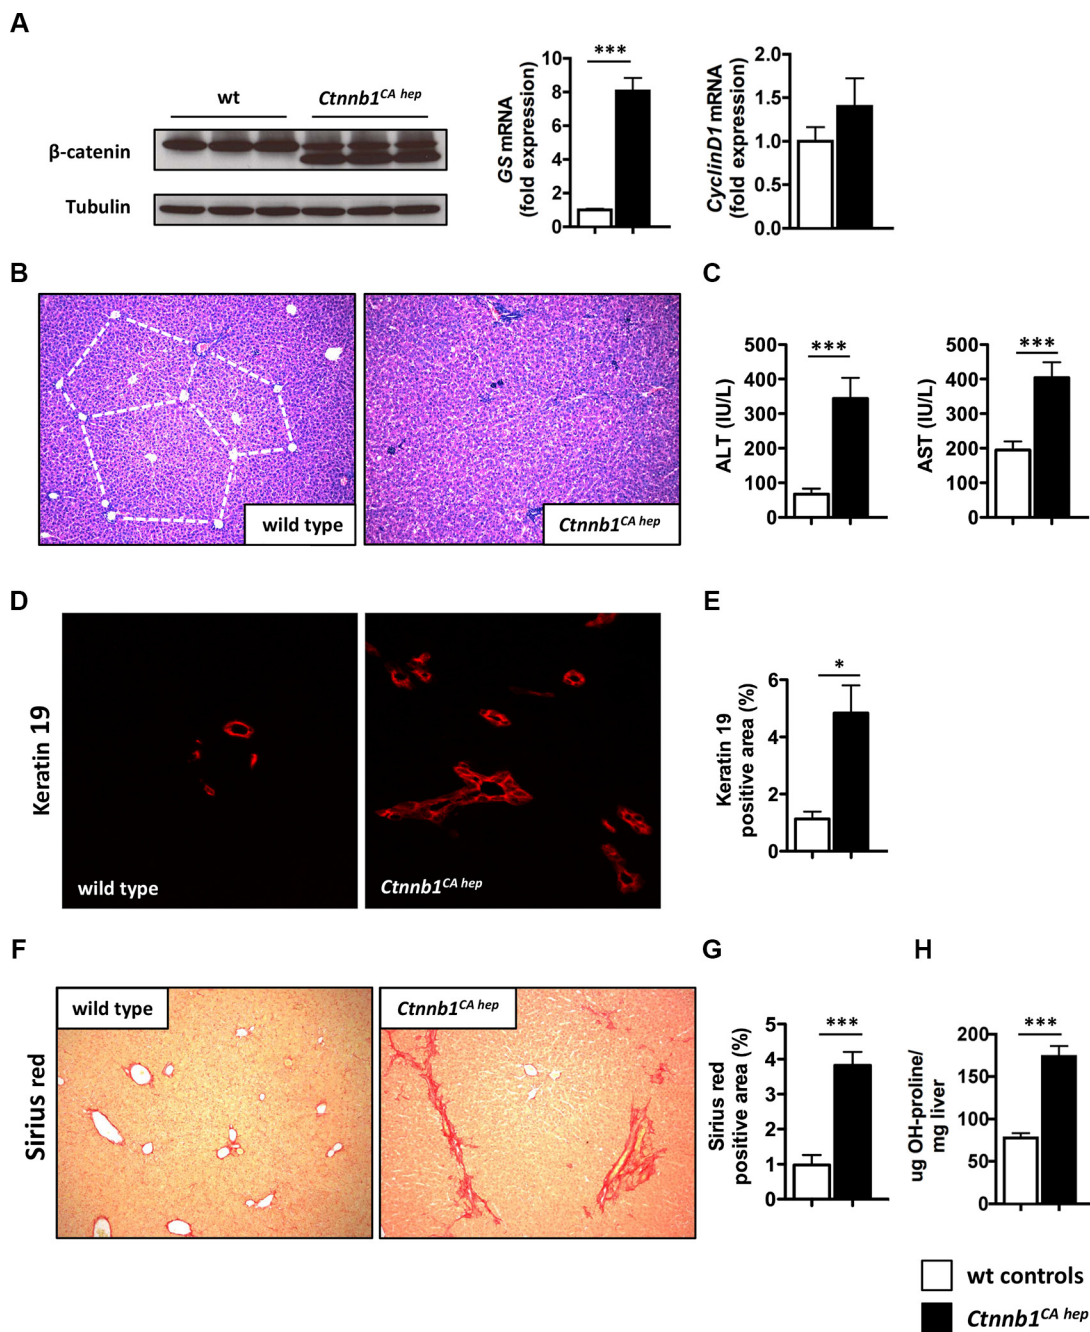 A
wt
Ctnnb1CA hep
β-catenin
Tubulin
GS mRNA
(fold expression)
10
8
6
4
2
0
***
CyclinD1 mRNA
(fold expression)
2.0
1.5
1.0
0.5
0.0
B
wild type
Ctnnb1CA hep
C
ALT (IU/L)
500
400
300
200
100
0
***
AST (IU/L)
500
400
300
200
100
0
***
D
Keratin 19
wild type
Ctnnb1CA hep
E
Keratin 19
positive area (%)
6
4
2
0
*
F
Sirius red
wild type
Ctnnb1CA hep
G
Sirius red
positive area (%)
5
4
3
2
1
0
***
H
ug OH-proline/
mg liver
200
150
100
50
0
***
wt controls
Ctnnb1CA hep